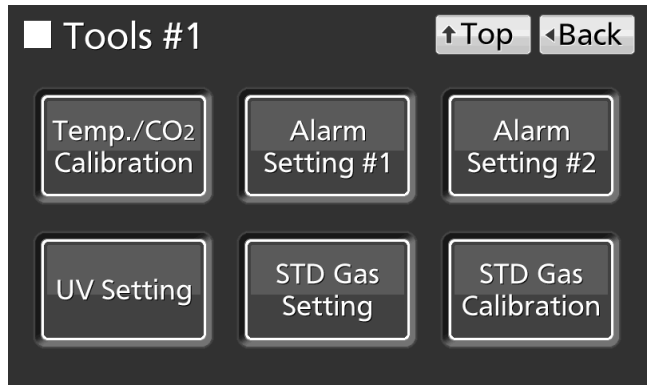 Tools #1
↑Top
◂Back
Temp./CO2
Calibration
Alarm
Setting #1
Alarm
Setting #2
UV Setting
STD Gas
Setting
STD Gas
Calibration